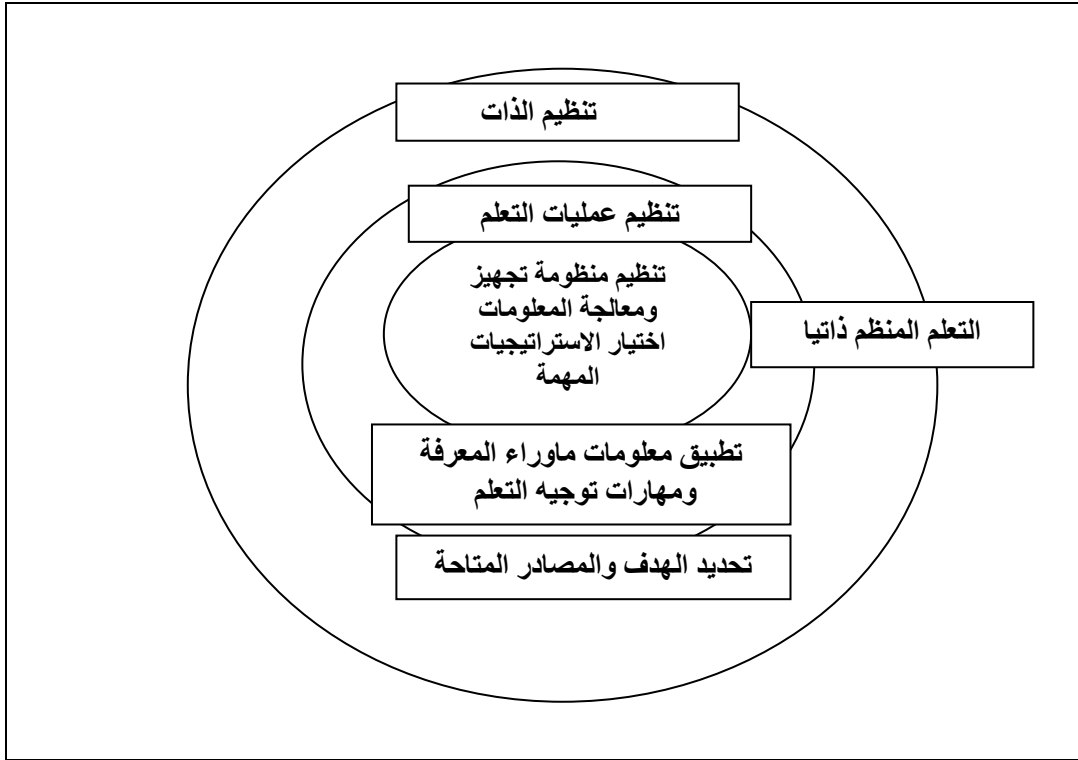 تنظيم الذات
تنظيم عمليات التعلم
تنظيم منظومة تجهيز
ومعالجة المعلومات
اختيار الاستراتيجيات
المهمة
التعلم المنظم ذاتيا
تطبيق معلومات ماوراء المعرفة
ومهارات توجيه التعلم
تحديد الهدف والمصادر المتاحة